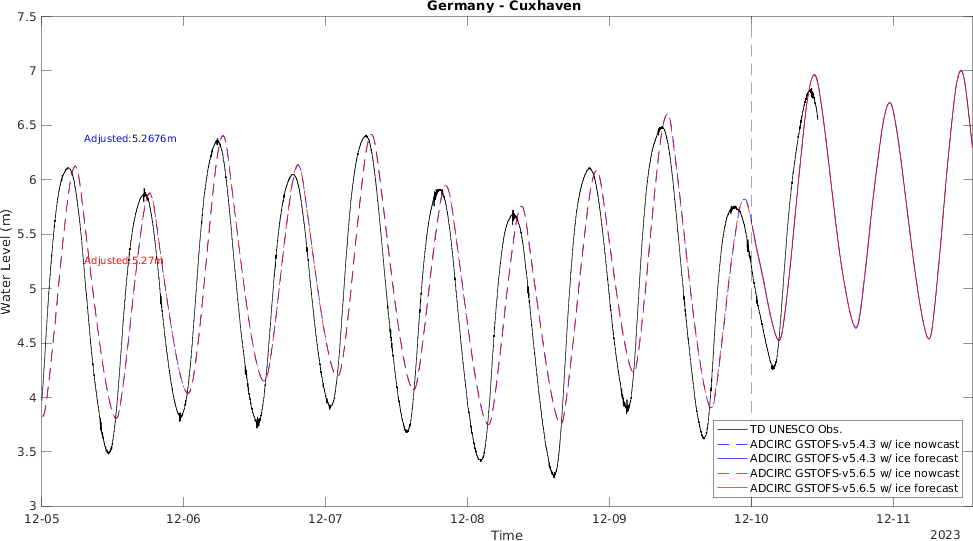 Germany - Cuxhaven
7.5
7
6.5
6
5.5
5
4.5
4
3.5
3
Water Level (m)
Adjusted:5.2676m
Adjusted:5.27m
TD UNESCO Obs.
ADCIRC GSTOFS-v5.4.3 w/ ice nowcast
ADCIRC GSTOFS-v5.4.3 w/ ice forecast
ADCIRC GSTOFS-v5.6.5 w/ ice nowcast
ADCIRC GSTOFS-v5.6.5 w/ ice forecast
12-05 12-06 12-07 12-08 12-09 12-10 12-11
Time
2023